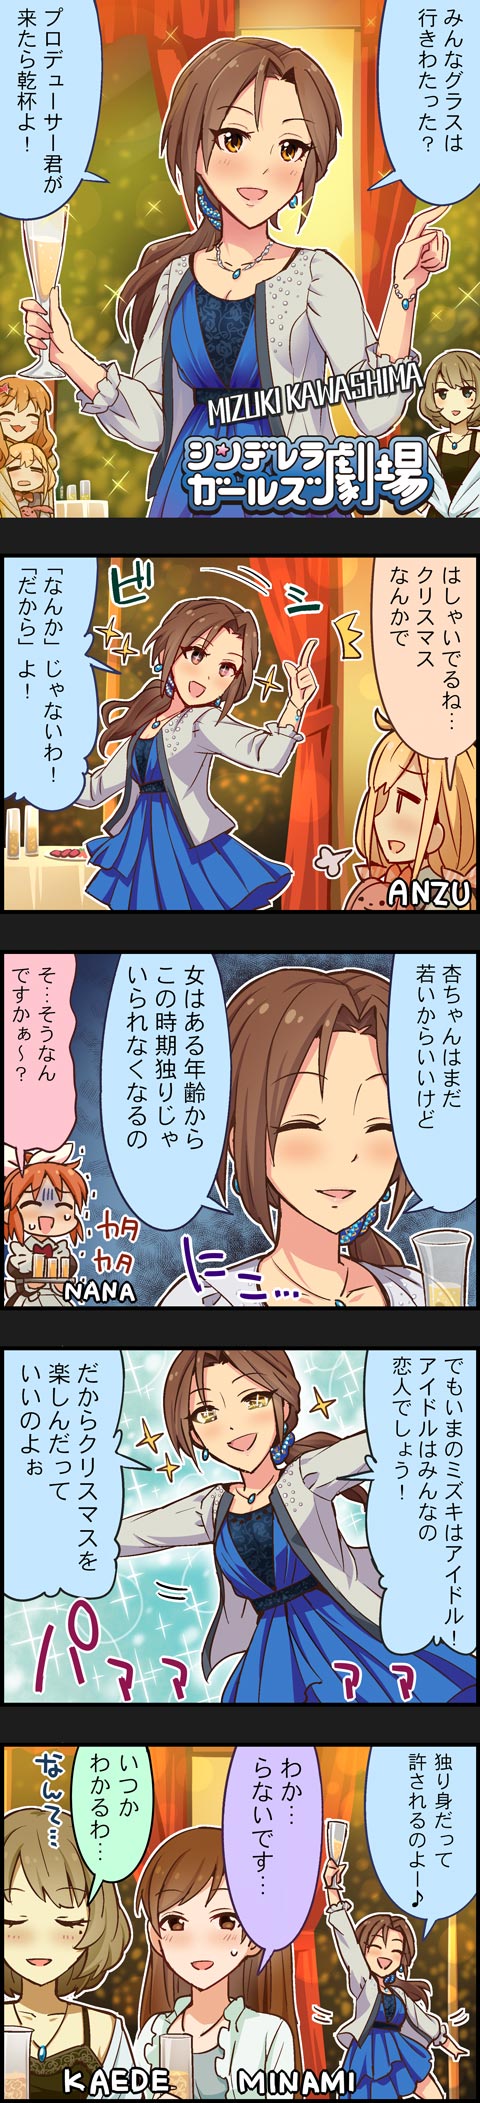 みんなグラスは
行きわたった？
プロデューサー君が
来たら乾杯よ！
MIZUKI KAWASHIMA
シンデレラ
ガールズ劇場
はしゃいでるね…
クリスマス
なんかで
ビシ
「なんか」じゃないわ！
「だから」よ！
ANZU
杏ちゃんはまだ
若いからいいけど
女はある年齢から
この時期独りじゃ
いられなくなるの
にこ…
そ…そうなん
ですかぁ～？
カタ
カタ
NANA
でもいまのミズキはアイドル！
アイドルはみんなの
恋人でしょう！
だからクリスマスを
楽しんだって
いいのよぉ
パァァァァ
独り身だって
許されるのよー♪
わか…
らないです…
いつか
わかるわ…
なんて…
KAEDE
MINAMI